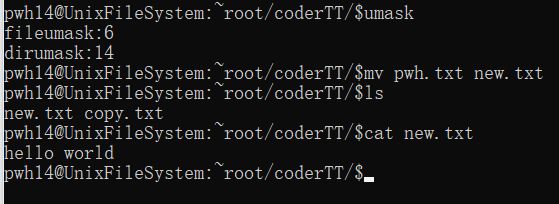 pwh14@UnixFileSystem:~root/coderTT/$umask
fileumask:6
dirumask:14
pwh14@UnixFileSystem:~root/coderTT/$mv pwh.txt new.txt
pwh14@UnixFileSystem:~root/coderTT/$ls
new.txt copy.txt
pwh14@UnixFileSystem:~root/coderTT/$cat new.txt
hello world
pwh14@UnixFileSystem:~root/coderTT/$